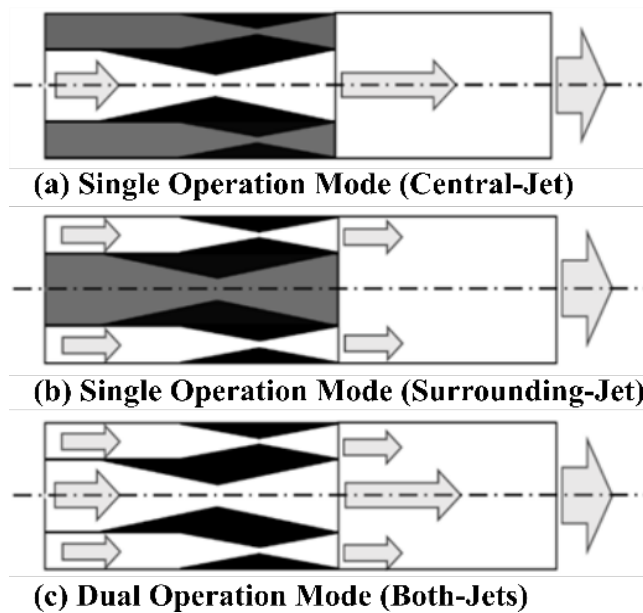 (a) Single Operation Mode (Central-Jet)
(b) Single Operation Mode (Surrounding-Jet)
(c) Dual Operation Mode (Both-Jets)